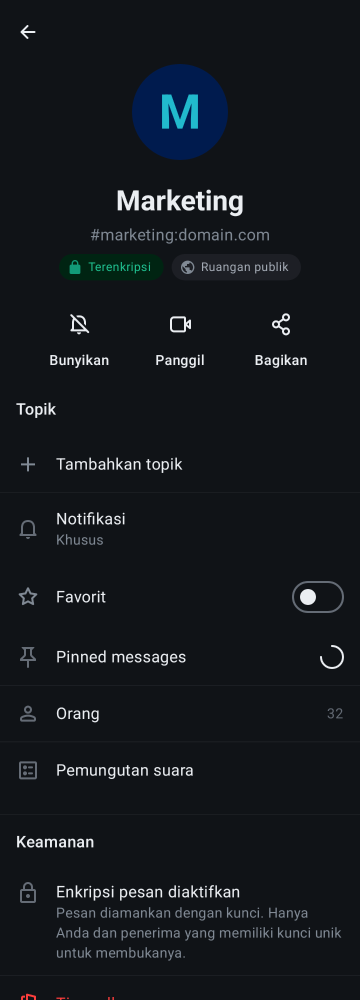 M
Marketing
#marketing:domain.com
Terenkripsi
Ruangan publik
Bunyikan
Panggil
Bagikan
Topik
Tambahkan topik
Notifikasi
Khusus
Favorit
Pinned messages
Orang
32
Pemungutan suara
Keamanan
Enkripsi pesan diaktifkan
Pesan diamankan dengan kunci. Hanya
Anda dan penerima yang memiliki kunci unik
untuk membukanya.